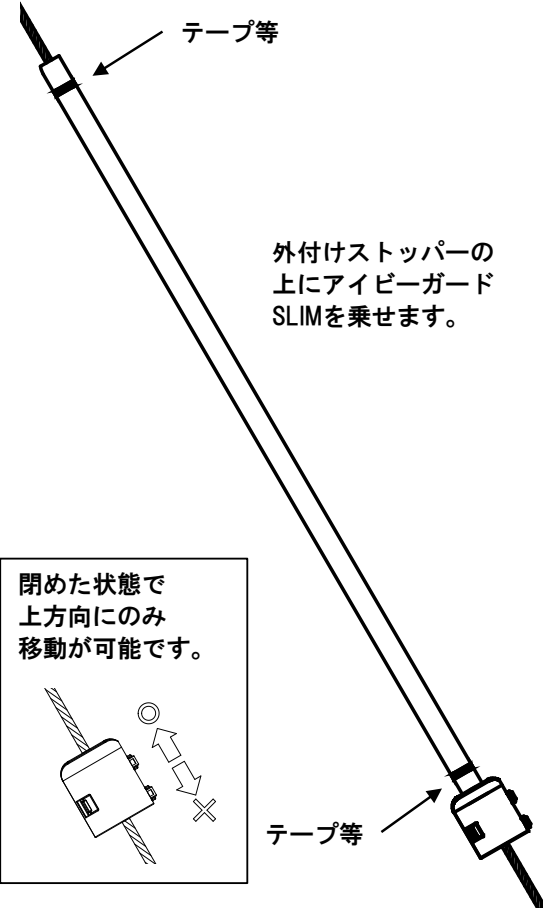 テープ等
外付けストッパーの
上にアイビーガード
SLIMを乗せます。
閉めた状態で
上方向にのみ
移動が可能です。
テープ等